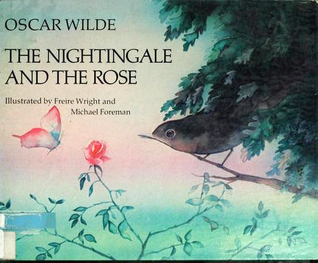 OSCAR WILDE
THE NIGHTINGALE
AND THE ROSE
Illustrated by Freire Wright and
Michael Foreman